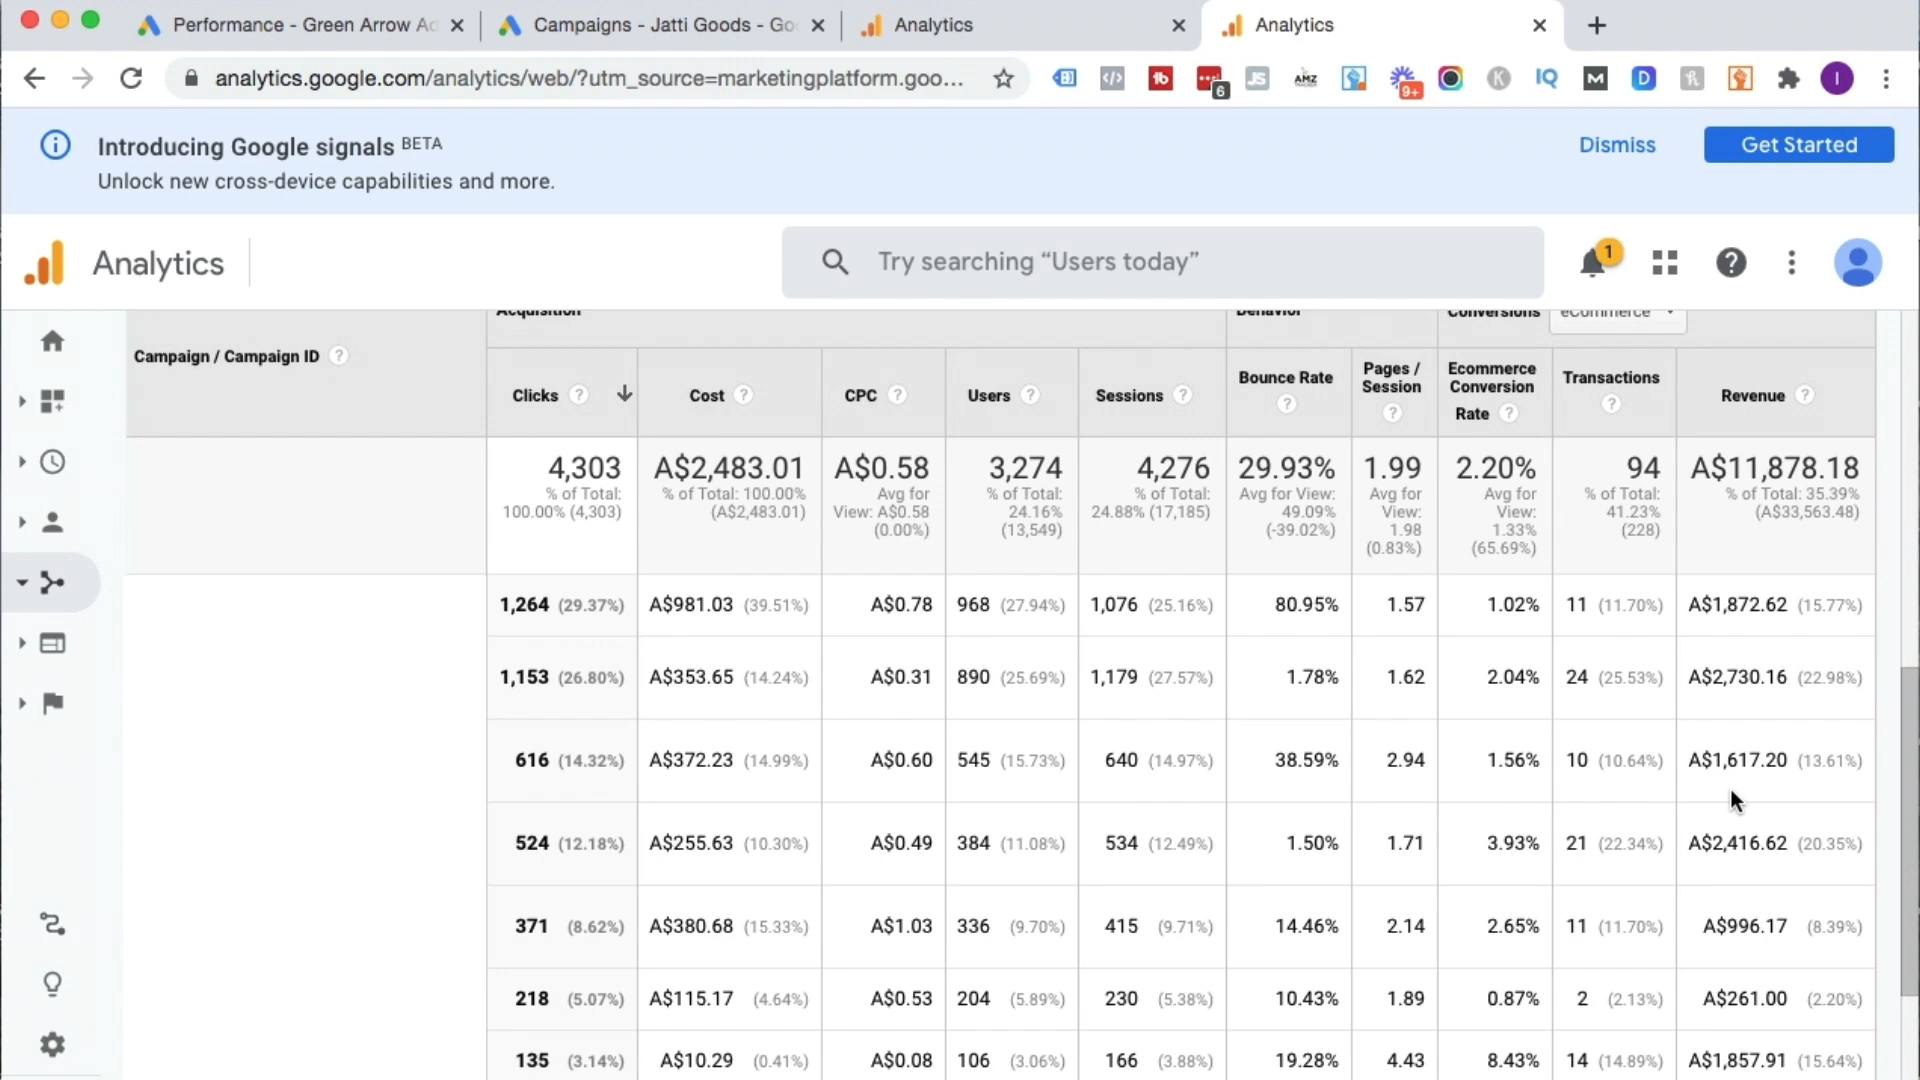 Performance - Green Arrow Ad
Campaigns - Jatti Goods - Go
Analytics
Analytics
analytics.google.com/analytics/web/?utm_source=marketingplatform.goo...
6
JS
AMZ
9+
K
IQ
M
D
I
Introducing Google signals BETA
Unlock new cross-device capabilities and more.
Dismiss
Get Started
Analytics
Try searching “Users today”
1
Acquisition
Behavior
Conversions
eCommerce
Campaign / Campaign ID ?
Clicks ?
Cost ?
CPC ?
Users ?
Sessions ?
Bounce Rate ?
Pages / Session ?
Ecommerce Conversion Rate ?
Transactions ?
Revenue ?
4,303 A$2,483.01 A$0.58 3,274 4,276 29.93% 1.99 2.20% 94 A$11,878.18
% of Total: 100.00% (4,303)
% of Total: 100.00% (A$2,483.01)
Avg for View: A$0.58 (0.00%)
% of Total: 24.16% (13,549)
% of Total: 24.88% (17,185)
Avg for View: 49.09% (-39.02%)
Avg for View: 1.98 (0.83%)
Avg for View: 1.33% (65.69%)
% of Total: 41.23% (228)
% of Total: 35.39% (A$33,563.48)
1,264 (29.37%) A$981.03 (39.51%) A$0.78 968 (27.94%) 1,076 (25.16%) 80.95% 1.57 1.02% 11 (11.70%) A$1,872.62 (15.77%)
1,153 (26.80%) A$353.65 (14.24%) A$0.31 890 (25.69%) 1,179 (27.57%) 1.78% 1.62 2.04% 24 (25.53%) A$2,730.16 (22.98%)
616 (14.32%) A$372.23 (14.99%) A$0.60 545 (15.73%) 640 (14.97%) 38.59% 2.94 1.56% 10 (10.64%) A$1,617.20 (13.61%)
524 (12.18%) A$255.63 (10.30%) A$0.49 384 (11.08%) 534 (12.49%) 1.50% 1.71 3.93% 21 (22.34%) A$2,416.62 (20.35%)
371 (8.62%) A$380.68 (15.33%) A$1.03 336 (9.70%) 415 (9.71%) 14.46% 2.14 2.65% 11 (11.70%) A$996.17 (8.39%)
218 (5.07%) A$115.17 (4.64%) A$0.53 204 (5.89%) 230 (5.38%) 10.43% 1.89 0.87% 2 (2.13%) A$261.00 (2.20%)
135 (3.14%) A$10.29 (0.41%) A$0.08 106 (3.06%) 166 (3.88%) 19.28% 4.43 8.43% 14 (14.89%) A$1,857.91 (15.64%)